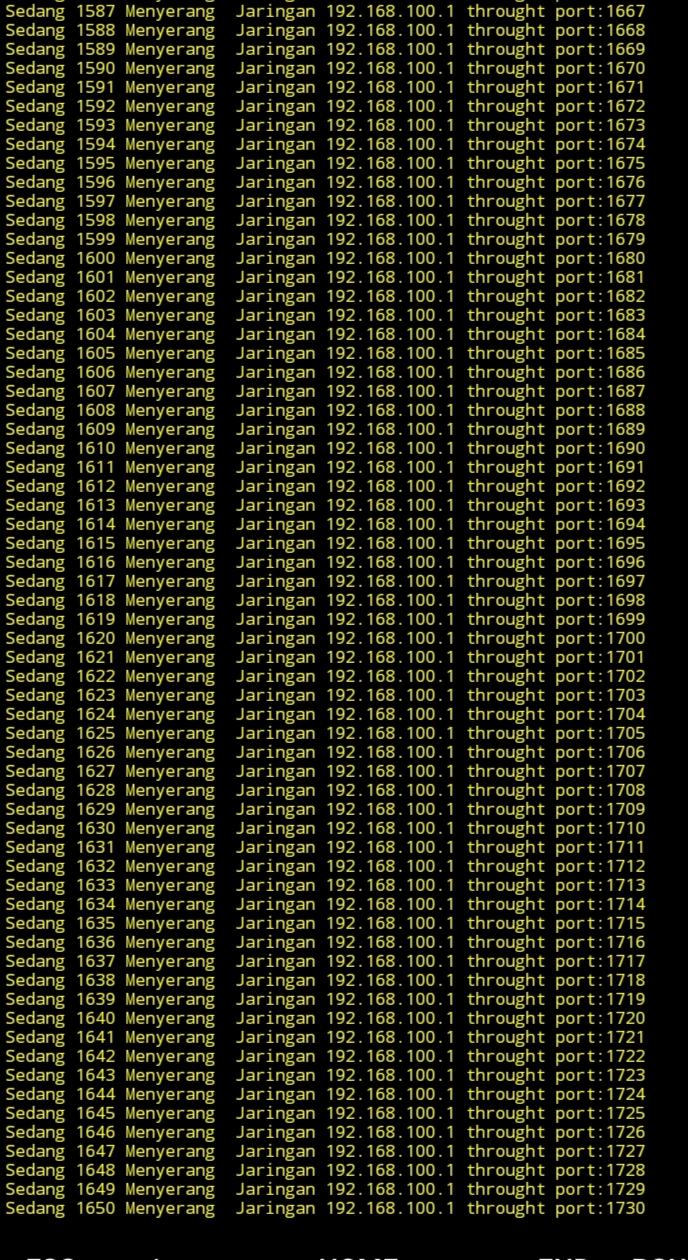 Sedang 1587 Menyerang  Jaringan 192.168.100.1 throught port:1667
Sedang 1588 Menyerang  Jaringan 192.168.100.1 throught port:1668
Sedang 1589 Menyerang  Jaringan 192.168.100.1 throught port:1669
Sedang 1590 Menyerang  Jaringan 192.168.100.1 throught port:1670
Sedang 1591 Menyerang  Jaringan 192.168.100.1 throught port:1671
Sedang 1592 Menyerang  Jaringan 192.168.100.1 throught port:1672
Sedang 1593 Menyerang  Jaringan 192.168.100.1 throught port:1673
Sedang 1594 Menyerang  Jaringan 192.168.100.1 throught port:1674
Sedang 1595 Menyerang  Jaringan 192.168.100.1 throught port:1675
Sedang 1596 Menyerang  Jaringan 192.168.100.1 throught port:1676
Sedang 1597 Menyerang  Jaringan 192.168.100.1 throught port:1677
Sedang 1598 Menyerang  Jaringan 192.168.100.1 throught port:1678
Sedang 1599 Menyerang  Jaringan 192.168.100.1 throught port:1679
Sedang 1600 Menyerang  Jaringan 192.168.100.1 throught port:1680
Sedang 1601 Menyerang  Jaringan 192.168.100.1 throught port:1681
Sedang 1602 Menyerang  Jaringan 192.168.100.1 throught port:1682
Sedang 1603 Menyerang  Jaringan 192.168.100.1 throught port:1683
Sedang 1604 Menyerang  Jaringan 192.168.100.1 throught port:1684
Sedang 1605 Menyerang  Jaringan 192.168.100.1 throught port:1685
Sedang 1606 Menyerang  Jaringan 192.168.100.1 throught port:1686
Sedang 1607 Menyerang  Jaringan 192.168.100.1 throught port:1687
Sedang 1608 Menyerang  Jaringan 192.168.100.1 throught port:1688
Sedang 1609 Menyerang  Jaringan 192.168.100.1 throught port:1689
Sedang 1610 Menyerang  Jaringan 192.168.100.1 throught port:1690
Sedang 1611 Menyerang  Jaringan 192.168.100.1 throught port:1691
Sedang 1612 Menyerang  Jaringan 192.168.100.1 throught port:1692
Sedang 1613 Menyerang  Jaringan 192.168.100.1 throught port:1693
Sedang 1614 Menyerang  Jaringan 192.168.100.1 throught port:1694
Sedang 1615 Menyerang  Jaringan 192.168.100.1 throught port:1695
Sedang 1616 Menyerang  Jaringan 192.168.100.1 throught port:1696
Sedang 1617 Menyerang  Jaringan 192.168.100.1 throught port:1697
Sedang 1618 Menyerang  Jaringan 192.168.100.1 throught port:1698
Sedang 1619 Menyerang  Jaringan 192.168.100.1 throught port:1699
Sedang 1620 Menyerang  Jaringan 192.168.100.1 throught port:1700
Sedang 1621 Menyerang  Jaringan 192.168.100.1 throught port:1701
Sedang 1622 Menyerang  Jaringan 192.168.100.1 throught port:1702
Sedang 1623 Menyerang  Jaringan 192.168.100.1 throught port:1703
Sedang 1624 Menyerang  Jaringan 192.168.100.1 throught port:1704
Sedang 1625 Menyerang  Jaringan 192.168.100.1 throught port:1705
Sedang 1626 Menyerang  Jaringan 192.168.100.1 throught port:1706
Sedang 1627 Menyerang  Jaringan 192.168.100.1 throught port:1707
Sedang 1628 Menyerang  Jaringan 192.168.100.1 throught port:1708
Sedang 1629 Menyerang  Jaringan 192.168.100.1 throught port:1709
Sedang 1630 Menyerang  Jaringan 192.168.100.1 throught port:1710
Sedang 1631 Menyerang  Jaringan 192.168.100.1 throught port:1711
Sedang 1632 Menyerang  Jaringan 192.168.100.1 throught port:1712
Sedang 1633 Menyerang  Jaringan 192.168.100.1 throught port:1713
Sedang 1634 Menyerang  Jaringan 192.168.100.1 throught port:1714
Sedang 1635 Menyerang  Jaringan 192.168.100.1 throught port:1715
Sedang 1636 Menyerang  Jaringan 192.168.100.1 throught port:1716
Sedang 1637 Menyerang  Jaringan 192.168.100.1 throught port:1717
Sedang 1638 Menyerang  Jaringan 192.168.100.1 throught port:1718
Sedang 1639 Menyerang  Jaringan 192.168.100.1 throught port:1719
Sedang 1640 Menyerang  Jaringan 192.168.100.1 throught port:1720
Sedang 1641 Menyerang  Jaringan 192.168.100.1 throught port:1721
Sedang 1642 Menyerang  Jaringan 192.168.100.1 throught port:1722
Sedang 1643 Menyerang  Jaringan 192.168.100.1 throught port:1723
Sedang 1644 Menyerang  Jaringan 192.168.100.1 throught port:1724
Sedang 1645 Menyerang  Jaringan 192.168.100.1 throught port:1725
Sedang 1646 Menyerang  Jaringan 192.168.100.1 throught port:1726
Sedang 1647 Menyerang  Jaringan 192.168.100.1 throught port:1727
Sedang 1648 Menyerang  Jaringan 192.168.100.1 throught port:1728
Sedang 1649 Menyerang  Jaringan 192.168.100.1 throught port:1729
Sedang 1650 Menyerang  Jaringan 192.168.100.1 throught port:1730